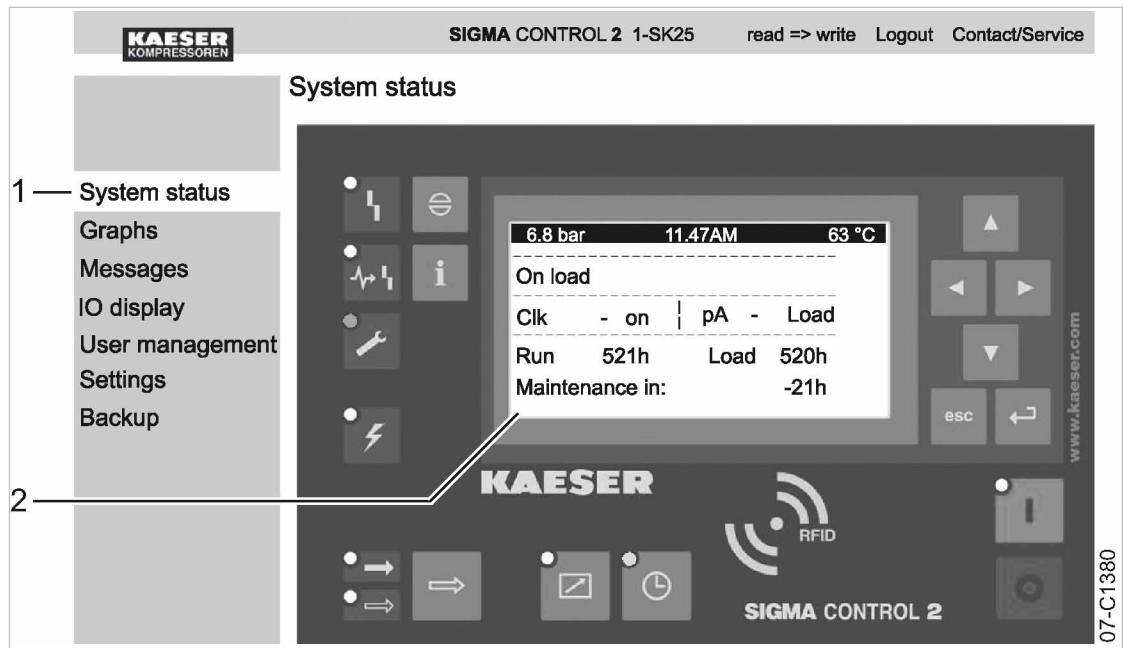 KAESER
KOMPRESSOREN
SIGMA CONTROL 2 1-SK25 read => write Logout Contact/Service
System status
1
System status
Graphs
Messages
IO display
User management
Settings
Backup
2
i
6.8 bar 11.47AM 63 °C
On load
Clk - on ¦ pA - Load
Run 521h Load 520h
Maintenance in: -21h
esc
www.kaeser.com
KAESER
RFID
I
SIGMA CONTROL 2
07-C1380